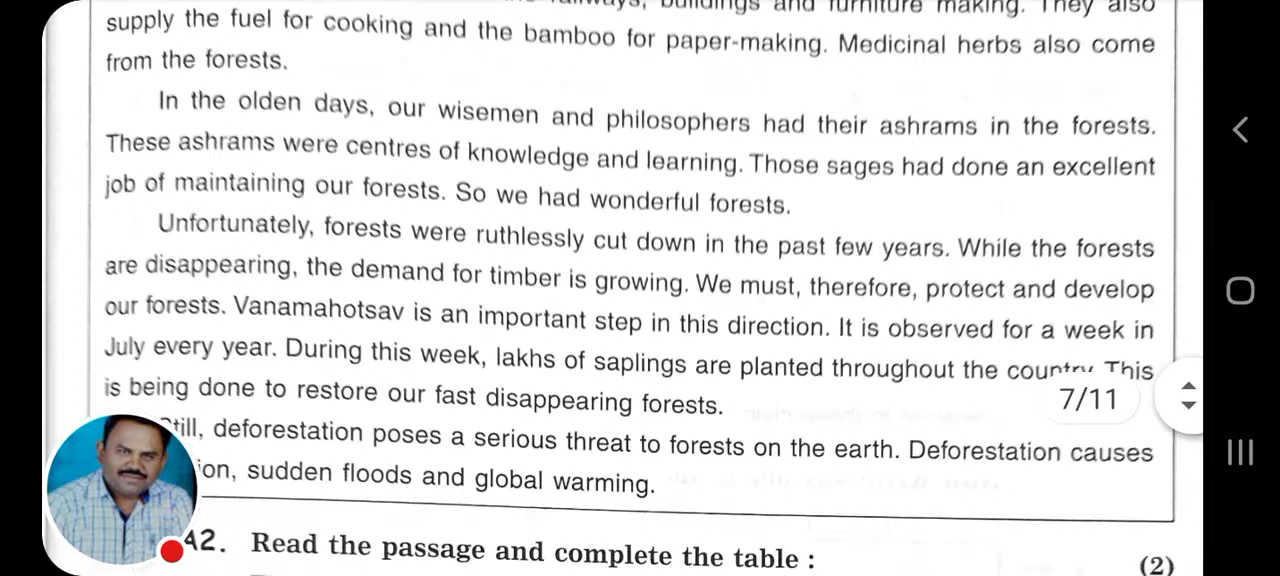 buildings and furniture making. They also
supply the fuel for cooking and the bamboo for paper-making. Medicinal herbs also come
from the forests.
In the olden days, our wisemen and philosophers had their ashrams in the forests.
These ashrams were centres of knowledge and learning. Those sages had done an excellent
job of maintaining our forests. So we had wonderful forests.
Unfortunately, forests were ruthlessly cut down in the past few years. While the forests
are disappearing, the demand for timber is growing. We must, therefore, protect and develop
our forests. Vanamahotsav is an important step in this direction. It is observed for a week in
July every year. During this week, lakhs of saplings are planted throughout the country. This
is being done to restore our fast disappearing forests.
7/11
Still, deforestation poses a serious threat to forests on the earth. Deforestation causes
sudden floods and global warming.
A2. Read the passage and complete the table :
(2)